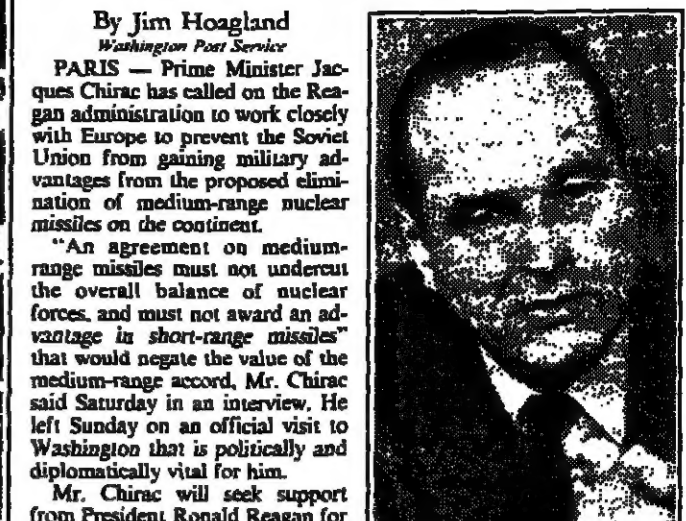 By Jim Hoagland
Washington Post Service
PARIS — Prime Minister Jac-
ques Chirac has called on the Rea-
gan administration to work closely
with Europe to prevent the Soviet
Union from gaining military ad-
vantages from the proposed elimi-
nation of medium-range nuclear
missiles on the continent.
"An agreement on medium-
range missiles must not undercut
the overall balance of nuclear
forces, and must not award an ad-
vantage in short-range missiles"
that would negate the value of the
medium-range accord, Mr. Chirac
said Saturday in an interview. He
left Sunday on an official visit to
Washington that is politically and
diplomatically vital for him.
Mr. Chirac will seek support
from President Ronald Reagan for